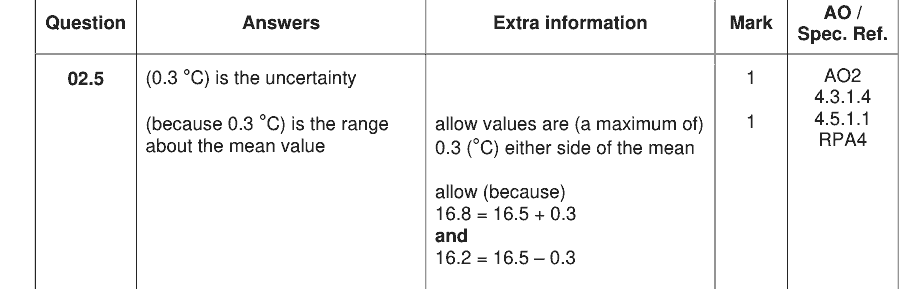 Question Answers Extra information Mark AO /
Spec. Ref.
02.5 (0.3 °C) is the uncertainty 1 AO2
4.3.1.4
(because 0.3 °C) is the range allow values are (a maximum of) 1 4.5.1.1
about the mean value 0.3 (°C) either side of the mean RPA4
allow (because)
16.8 = 16.5 + 0.3
and
16.2 = 16.5 – 0.3